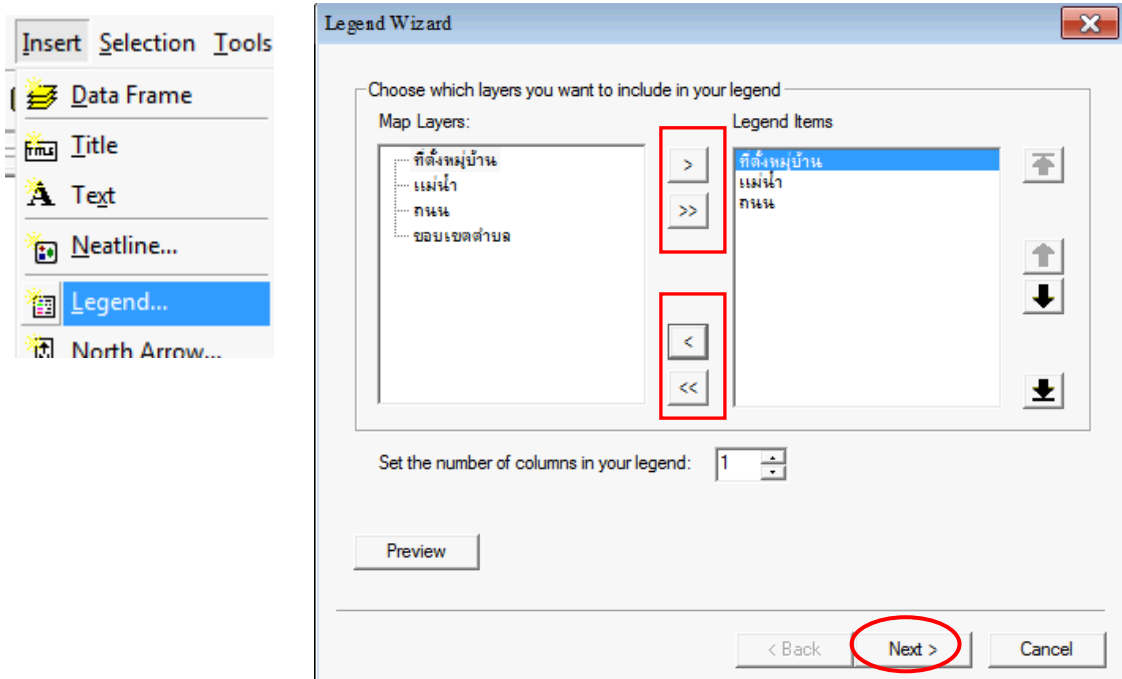 Insert Selection Tools
Data Frame
Title
Text
Neatline...
Legend...
North Arrow...
Legend Wizard
Choose which layers you want to include in your legend
Map Layers:
Legend Items
ที่ตั้งหมู่บ้าน
แม่น้ำ
ถนน
ขอบเขตตำบล
>
>>
<
<<
ที่ตั้งหมู่บ้าน
แม่น้ำ
ถนน
Set the number of columns in your legend: 1
Preview
< Back Next > Cancel